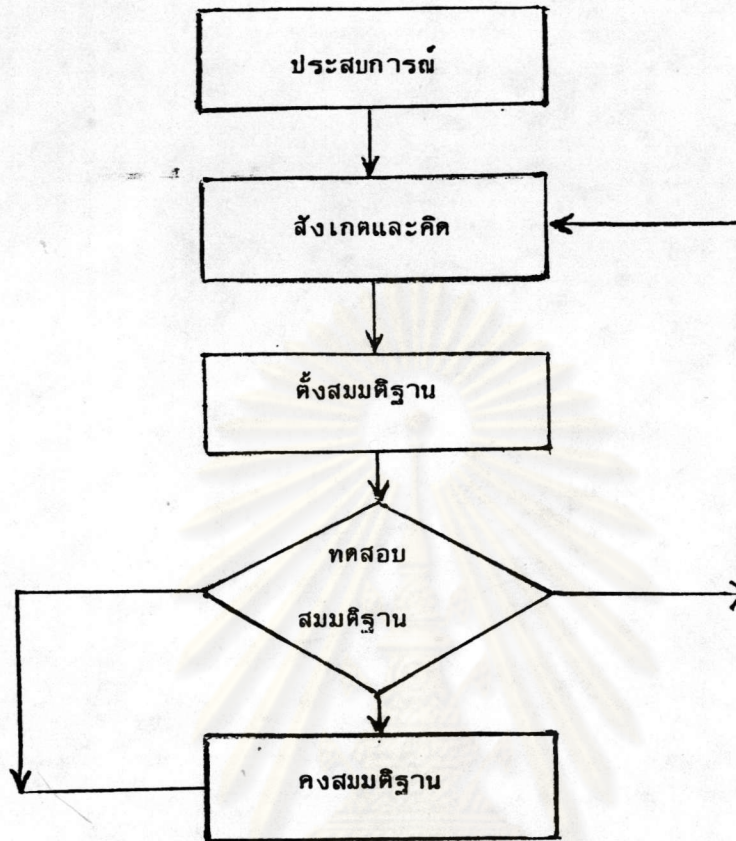 ประสบการณ์
สังเกตและคิด
ตั้งสมมติฐาน
ทดสอบ
สมมติฐาน
คงสมมติฐาน